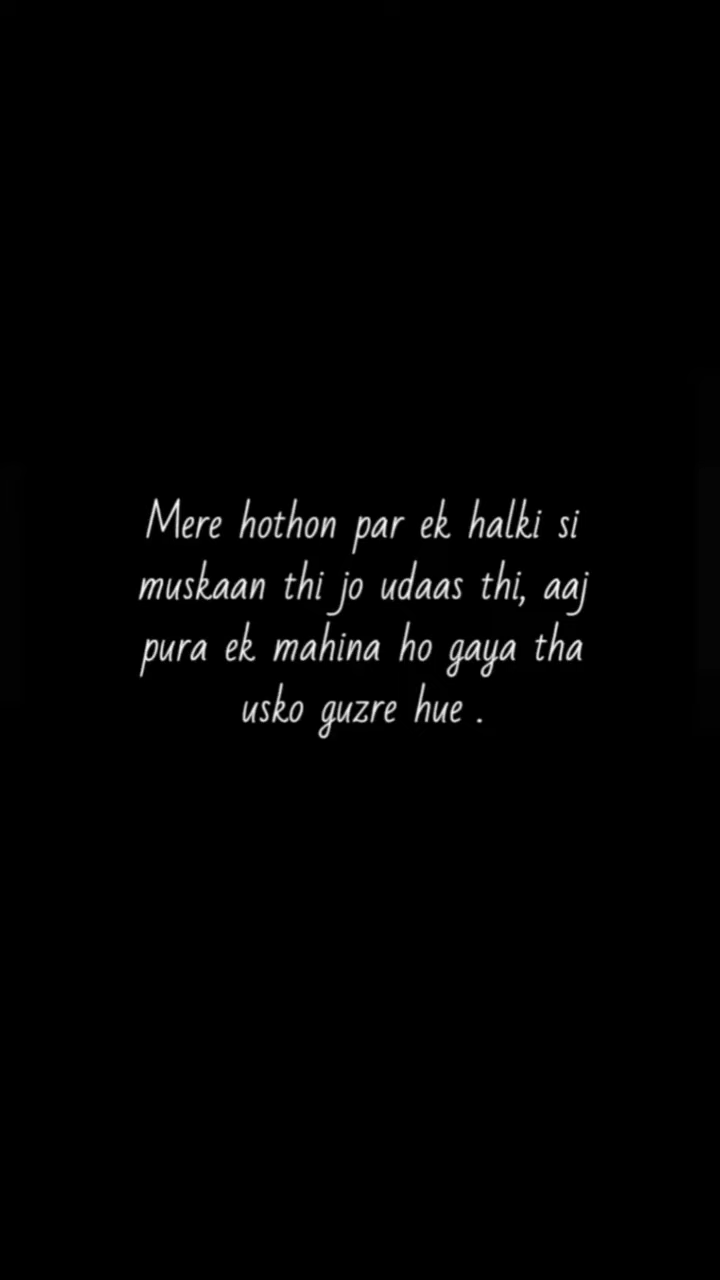 Mere hothon par ek halki si
muskaan thi jo udaas thi, aaj
pura ek mahina ho gaya tha
usko guzre hue .